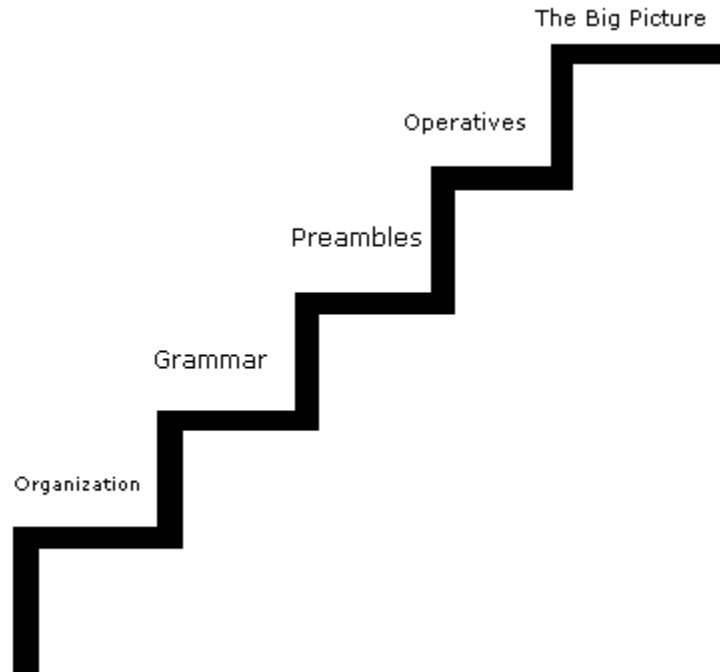 The Big Picture
Operatives
Preambles
Grammar
Organization